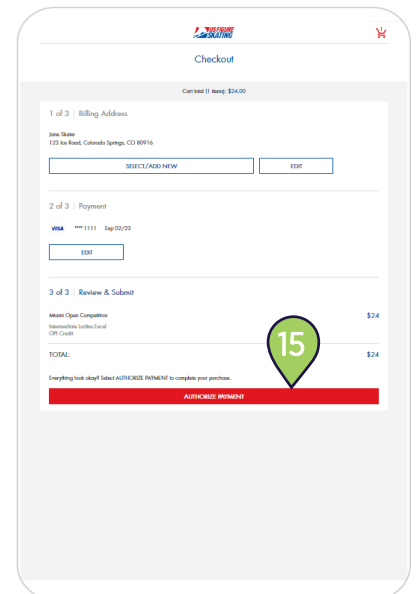 US FIGURE
SKATING
Checkout
Cart total (1 items): $24.00
1 of 3 | Billing Address
Jane Skater
123 Ice Road, Colorado Springs, CO 80916
SELECT/ADD NEW
EDIT
2 of 3 | Payment
VISA **** 1111 Exp 02/23
EDIT
3 of 3 | Review & Submit
Miami Open Competition $24
Intermediate Ladies Excel
OPI Credit
15
TOTAL: $24
Everything look okay? Select AUTHORIZE PAYMENT to complete your purchase.
AUTHORIZE PAYMENT